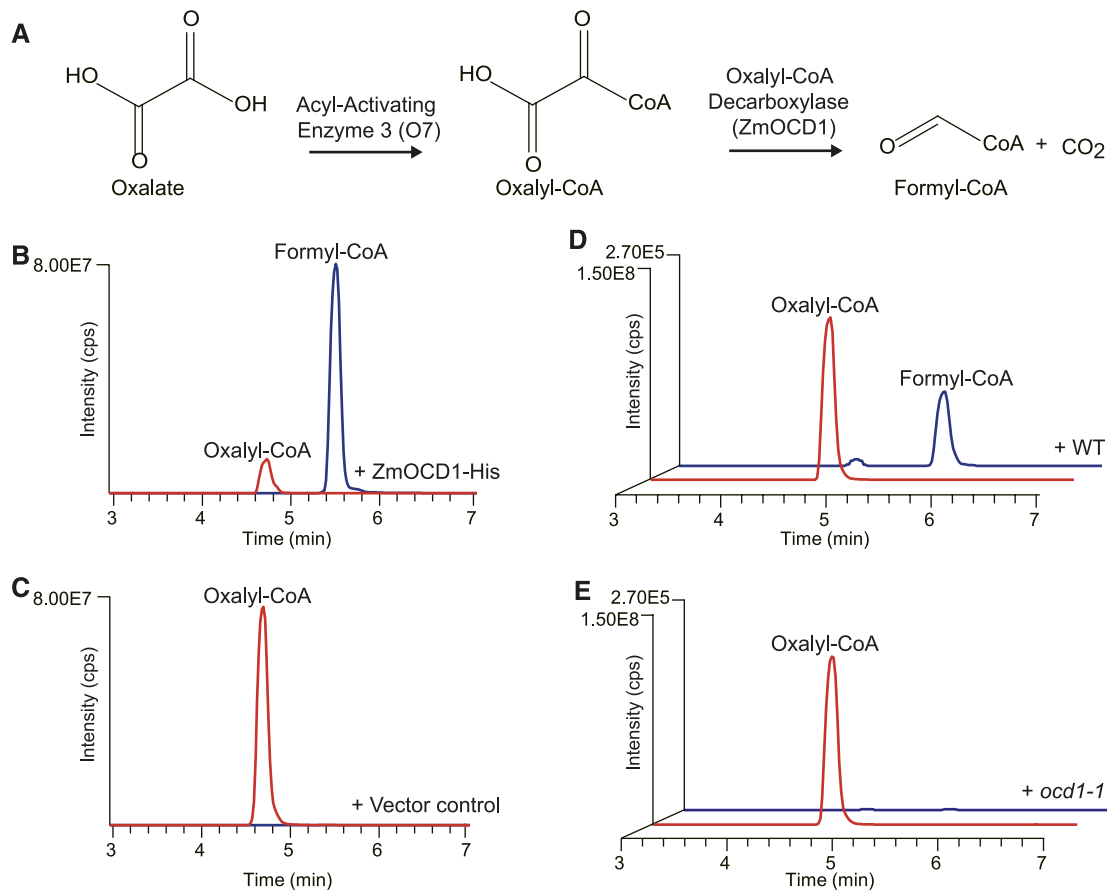 A
O
HO
OH
O
Oxalate
Acyl-Activating
Enzyme 3 (O7)
O
HO
CoA
O
Oxalyl-CoA
Oxalyl-CoA
Decarboxylase
(ZmOCD1)
O
CoA + CO2
Formyl-CoA
B
8.00E7
Intensity (cps)
Formyl-CoA
Oxalyl-CoA
+ ZmOCD1-His
3 4 5 6 7
Time (min)
D
2.70E5
1.50E8
Intensity (cps)
Oxalyl-CoA
Formyl-CoA
+ WT
3 4 5 6 7
Time (min)
C
8.00E7
Intensity (cps)
Oxalyl-CoA
+ Vector control
3 4 5 6 7
Time (min)
E
2.70E5
1.50E8
Intensity (cps)
Oxalyl-CoA
+ ocd1-1
3 4 5 6 7
Time (min)